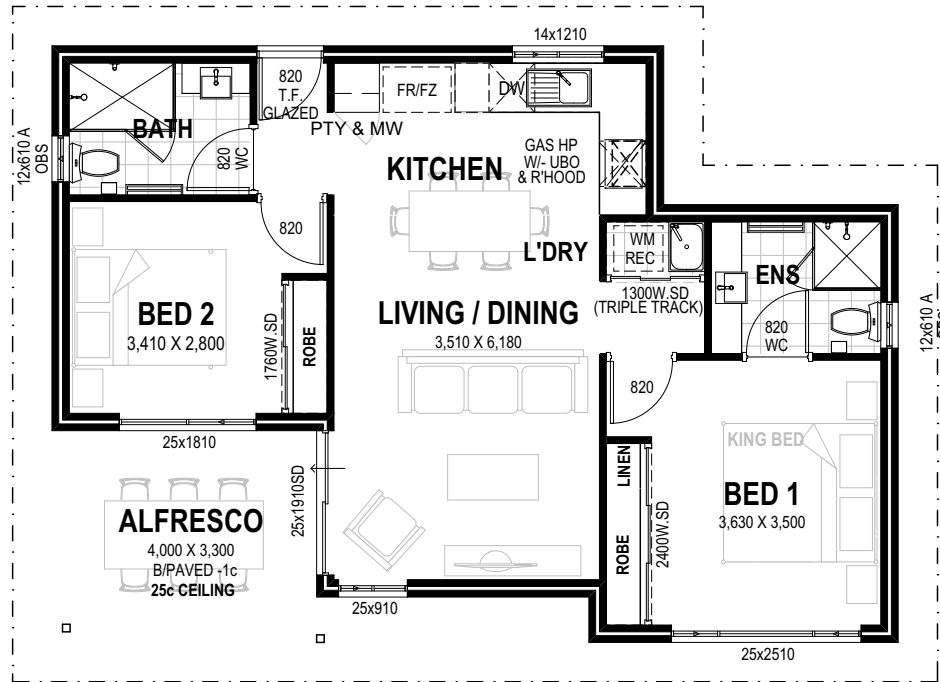 14x1210
820
T.F.
GLAZED
FR/FZ
DW
PTY & MW
BATH
12x610 A
OBS
820
WC
GAS HP
W/- UBO
& R'HOOD
KITCHEN
820
L'DRY
WM
REC
ENS
1300W.SD
(TRIPLE TRACK)
820
WC
12x610 A
BED 2
3,410 X 2,800
1760W.SD
ROBE
LIVING / DINING
3,510 X 6,180
820
25x1810
KING BED
LINEN
BED 1
3,630 X 3,500
ROBE
2400W.SD
25x1910SD
ALFRESCO
4,000 X 3,300
B/PAVED -1c
25c CEILING
25x910
25x2510